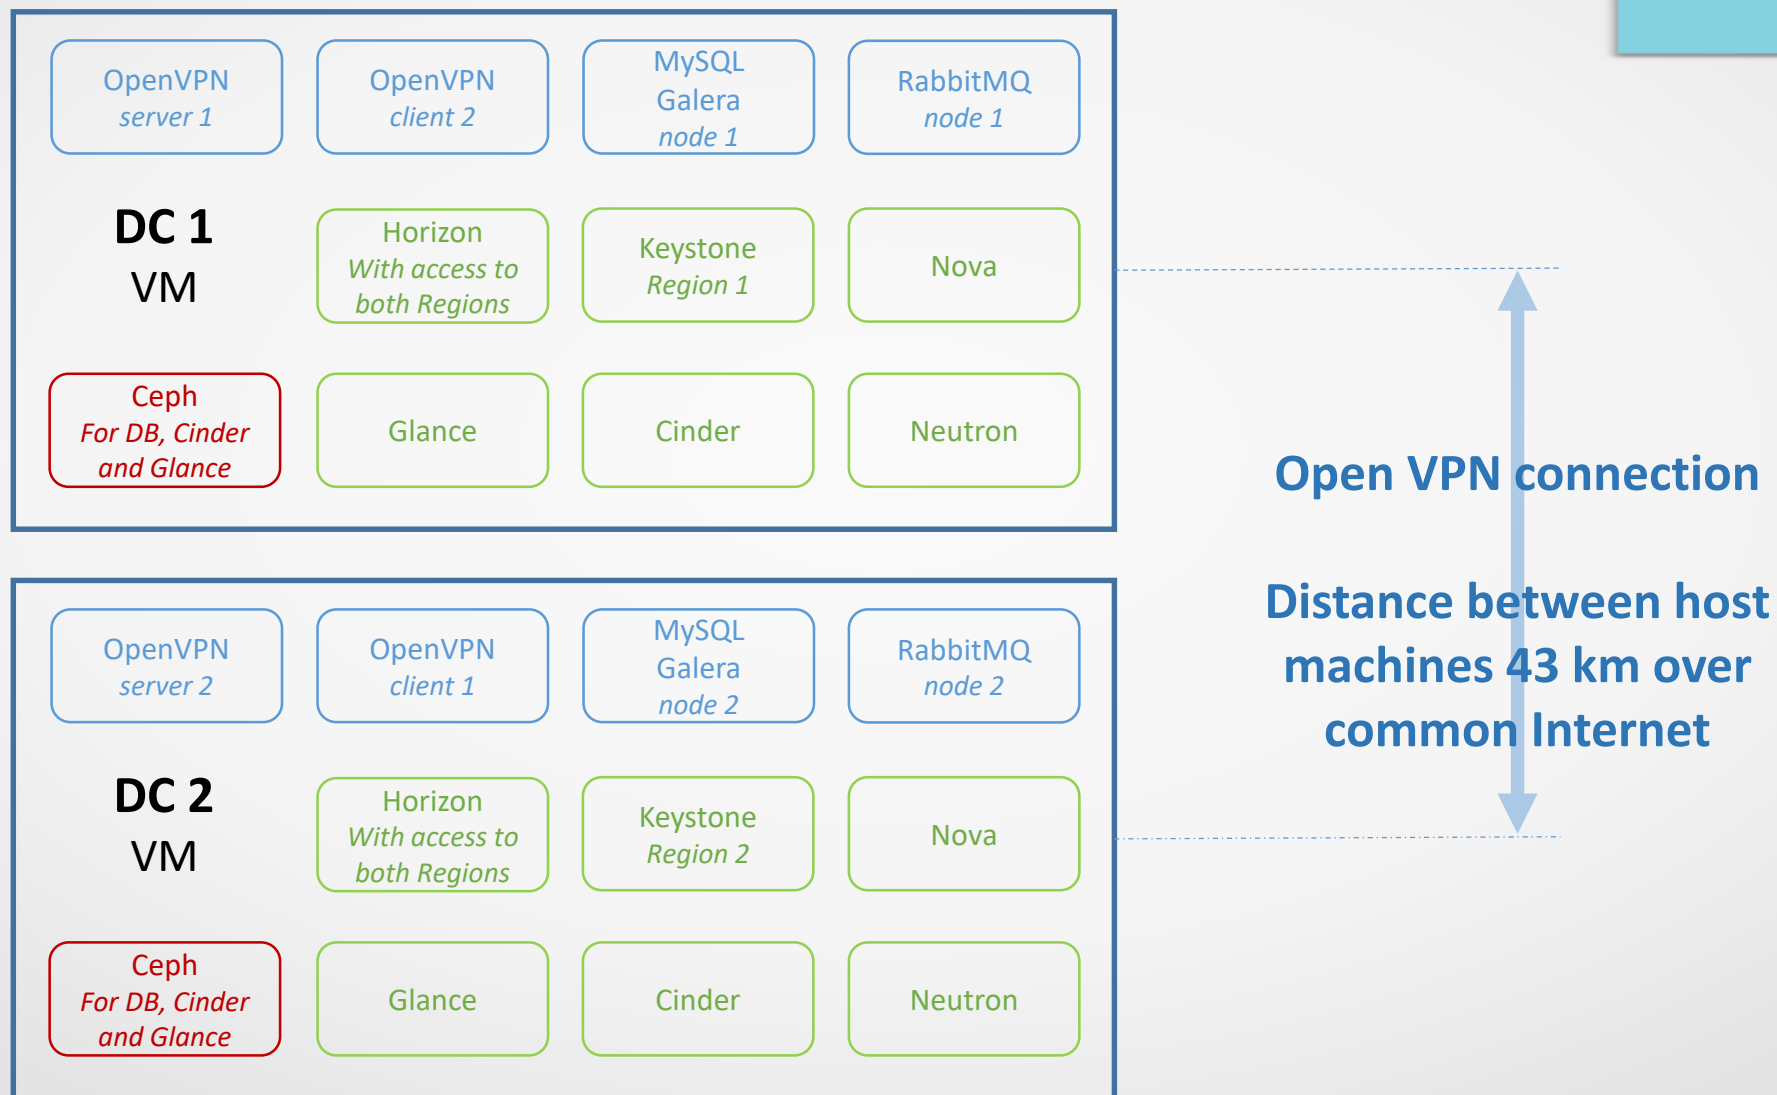 OpenVPN
server 1
OpenVPN
client 2
MySQL
Galera
node 1
RabbitMQ
node 1
DC 1
VM
Horizon
With access to
both Regions
Keystone
Region 1
Nova
Ceph
For DB, Cinder
and Glance
Glance
Cinder
Neutron
Open VPN connection
Distance between host
machines 43 km over
common Internet
OpenVPN
server 2
OpenVPN
client 1
MySQL
Galera
node 2
RabbitMQ
node 2
DC 2
VM
Horizon
With access to
both Regions
Keystone
Region 2
Nova
Ceph
For DB, Cinder
and Glance
Glance
Cinder
Neutron